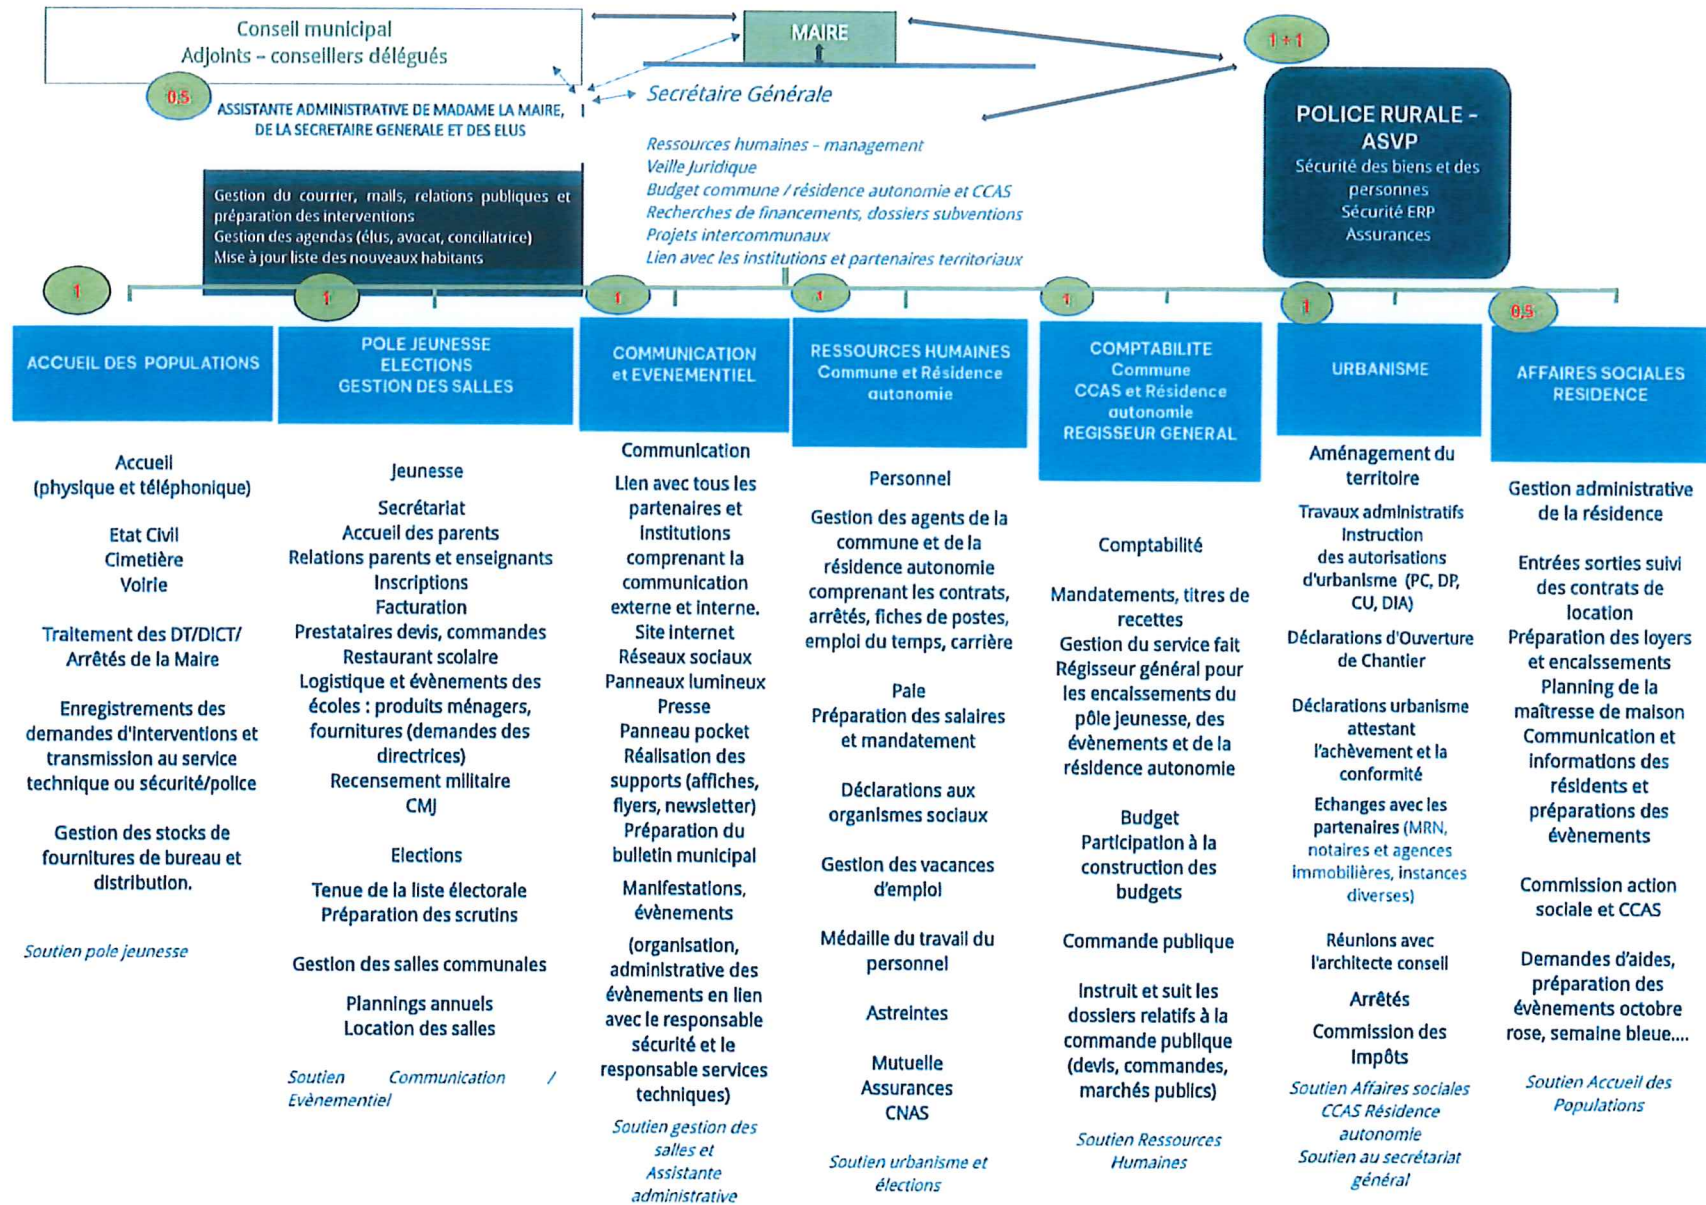 Conseil municipal
Adjoints – conseillers délégués
MAIRE
1 + 1
0,5
ASSISTANTE ADMINISTRATIVE DE MADAME LA MAIRE,
DE LA SECRETAIRE GENERALE ET DES ELUS
Gestion du courrier, mails, relations publiques et
préparation des interventions
Gestion des agendas (élus, avocat, conciliatrice)
Mise à jour liste des nouveaux habitants
Secrétaire Générale
Ressources humaines – management
Veille Juridique
Budget commune / résidence autonomie et CCAS
Recherches de financements, dossiers subventions
Projets intercommunaux
Lien avec les institutions et partenaires territoriaux
POLICE RURALE –
ASVP
Sécurité des biens et des
personnes
Sécurité ERP
Assurances
1
ACCUEIL DES POPULATIONS
Accueil
(physique et téléphonique)
Etat Civil
Cimetière
Voirie
Traitement des DT/DICT/
Arrêtés de la Maire
Enregistrements des
demandes d'interventions et
transmission au service
technique ou sécurité/police
Gestion des stocks de
fournitures de bureau et
distribution.
Soutien pole jeunesse
1
POLE JEUNESSE
ELECTIONS
GESTION DES SALLES
Jeunesse
Secrétariat
Accueil des parents
Relations parents et enseignants
Inscriptions
Facturation
Prestataires devis, commandes
Restaurant scolaire
Logistique et évènements des
écoles : produits ménagers,
fournitures (demandes des
directrices)
Recensement militaire
CMJ
Elections
Tenue de la liste électorale
Préparation des scrutins
Gestion des salles communales
Plannings annuels
Location des salles
Soutien Communication /
Evènementiel
1
COMMUNICATION
et EVENEMENTIEL
Communication
Lien avec tous les
partenaires et
institutions
comprenant la
communication
externe et interne.
Site internet
Réseaux sociaux
Panneaux lumineux
Presse
Panneau pocket
Réalisation des
supports (affiches,
flyers, newsletter)
Préparation du
bulletin municipal
Manifestations,
évènements
(organisation,
administrative des
évènements en lien
avec le responsable
sécurité et le
responsable services
techniques)
Soutien gestion des
salles et
Assistante
administrative
1
RESSOURCES HUMAINES
Commune et Résidence
autonomie
Personnel
Gestion des agents de la
commune et de la
résidence autonomie
comprenant les contrats,
arrêtés, fiches de postes,
emploi du temps, carrière
Paie
Préparation des salaires
et mandatement
Déclarations aux
organismes sociaux
Gestion des vacances
d'emploi
Médaille du travail du
personnel
Astreintes
Mutuelle
Assurances
CNAS
Soutien urbanisme et
élections
1
COMPTABILITE
Commune
CCAS et Résidence
autonomie
REGISSEUR GENERAL
Comptabilité
Mandatements, titres de
recettes
Gestion du service fait
Régisseur général pour
les encaissements du
pôle jeunesse, des
évènements et de la
résidence autonomie
Budget
Participation à la
construction des
budgets
Commande publique
Instruit et suit les
dossiers relatifs à la
commande publique
(devis, commandes,
marchés publics)
Soutien Ressources
Humaines
1
URBANISME
Aménagement du
territoire
Travaux administratifs
Instruction
des autorisations
d'urbanisme (PC, DP,
CU, DIA)
Déclarations d'Ouverture
de Chantier
Déclarations urbanisme
attestant
l'achèvement et la
conformité
Echanges avec les
partenaires (MRN,
notaires et agences
immobilières, instances
diverses)
Réunions avec
l'architecte conseil
Arrêtés
Commission des
Impôts
Soutien Affaires sociales
CCAS Résidence
autonomie
Soutien au secrétariat
général
0,5
AFFAIRES SOCIALES
RESIDENCE
Gestion administrative
de la résidence
Entrées sorties suivi
des contrats de
location
Préparation des loyers
et encaissements
Planning de la
maîtresse de maison
Communication et
informations des
résidents et
préparations des
évènements
Commission action
sociale et CCAS
Demandes d'aides,
préparation des
évènements octobre
rose, semaine bleue....
Soutien Accueil des
Populations